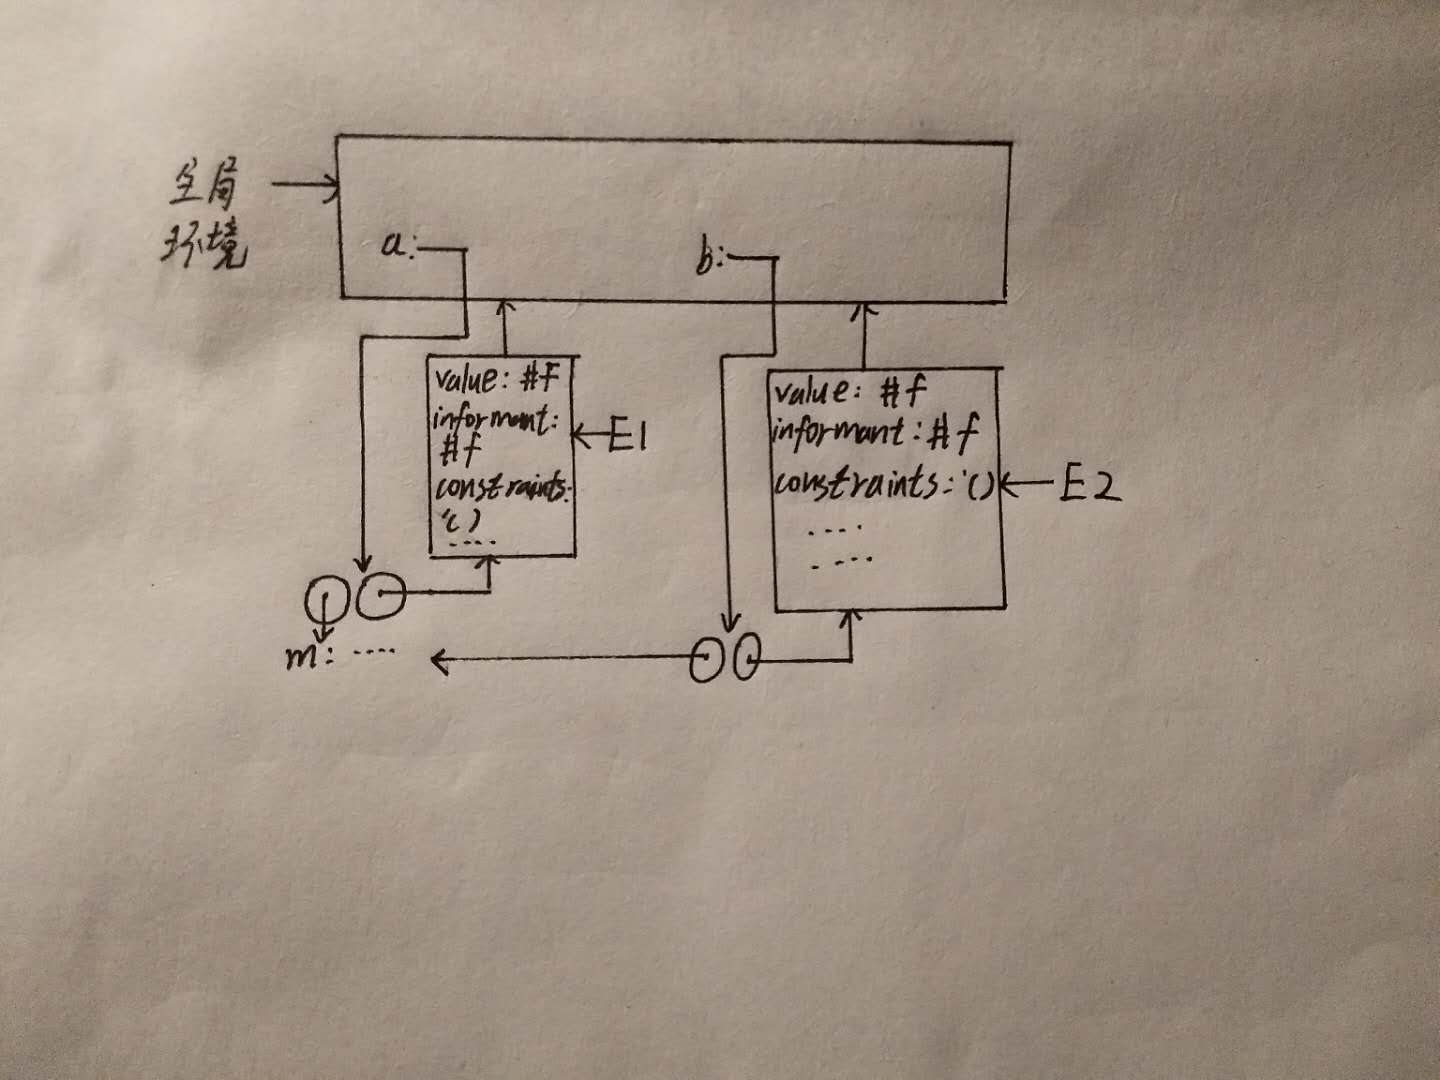 全局
环境
a:
b:
value: #f
informant:
#f
constraints:
'()
....
E1
value: #f
informant: #f
constraints: '()
....
....
E2
m: ....